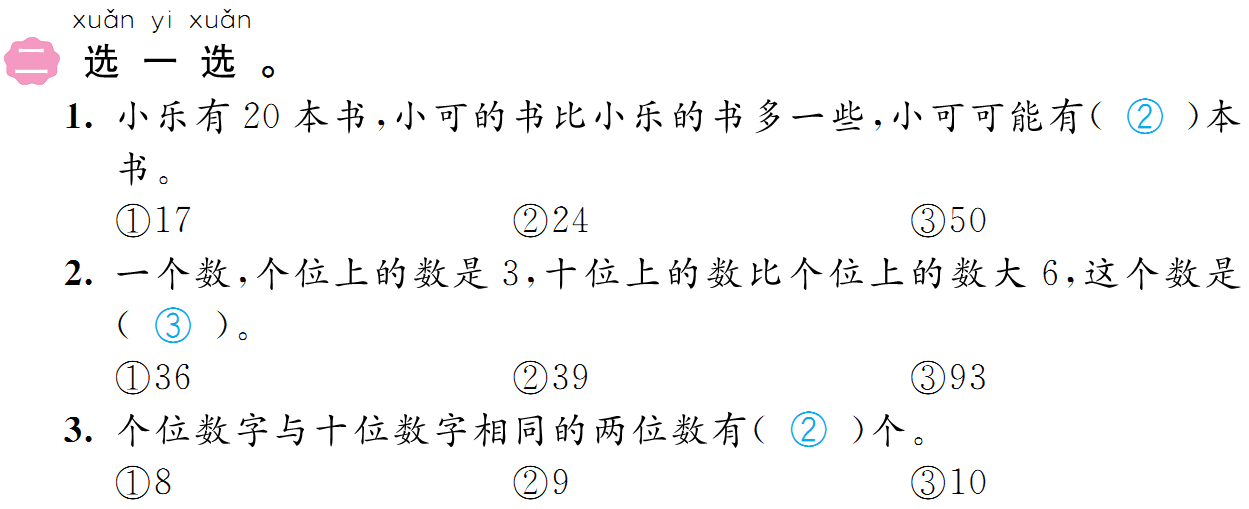 xuǎn yi xuǎn
二 选一选。
1. 小乐有 20 本书,小可的书比小乐的书多一些,小可可能有( ② )本
书。
①17 ②24 ③50
2. 一个数,个位上的数是 3,十位上的数比个位上的数大 6,这个数是
( ③ )。
①36 ②39 ③93
3. 个位数字与十位数字相同的两位数有( ② )个。
①8 ②9 ③10